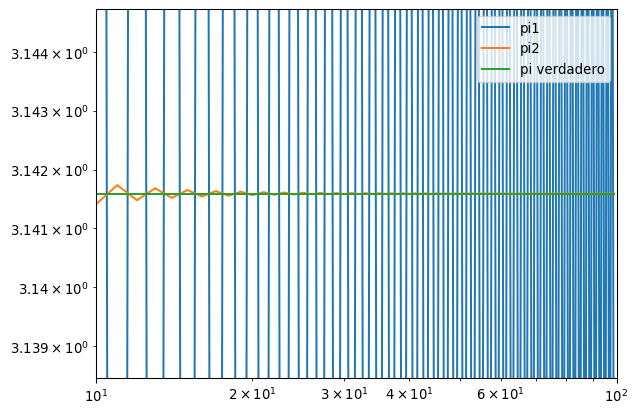 pi1
pi2
pi verdadero
3.144 × 10⁰
3.143 × 10⁰
3.142 × 10⁰
3.141 × 10⁰
3.14 × 10⁰
3.139 × 10⁰
10¹
2 × 10¹
3 × 10¹
4 × 10¹
6 × 10¹
10²